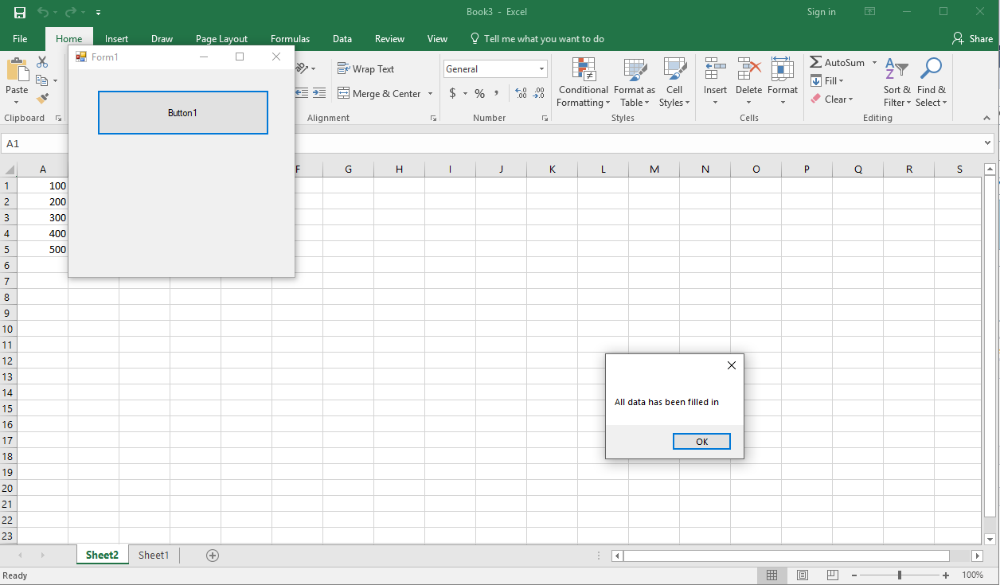 Book3 - Excel
Sign in
File
Home
Insert
Draw
Page Layout
Formulas
Data
Review
View
Tell me what you want to do
Share
Form1
Button1
Paste
Clipboard
Wrap Text
Merge & Center
Alignment
General
$ % ,
Number
Conditional Formatting
Format as Table
Cell Styles
Styles
Insert
Delete
Format
Cells
AutoSum
Fill
Clear
Sort & Filter
Find & Select
Editing
A1
A F G H I J K L M N O P Q R S
1 100
2 200
3 300
4 400
5 500
6
7
8
9
10
11
12
13
14
15
16
17
18
19
20
21
22
23
All data has been filled in
OK
Sheet2
Sheet1
Ready
100%